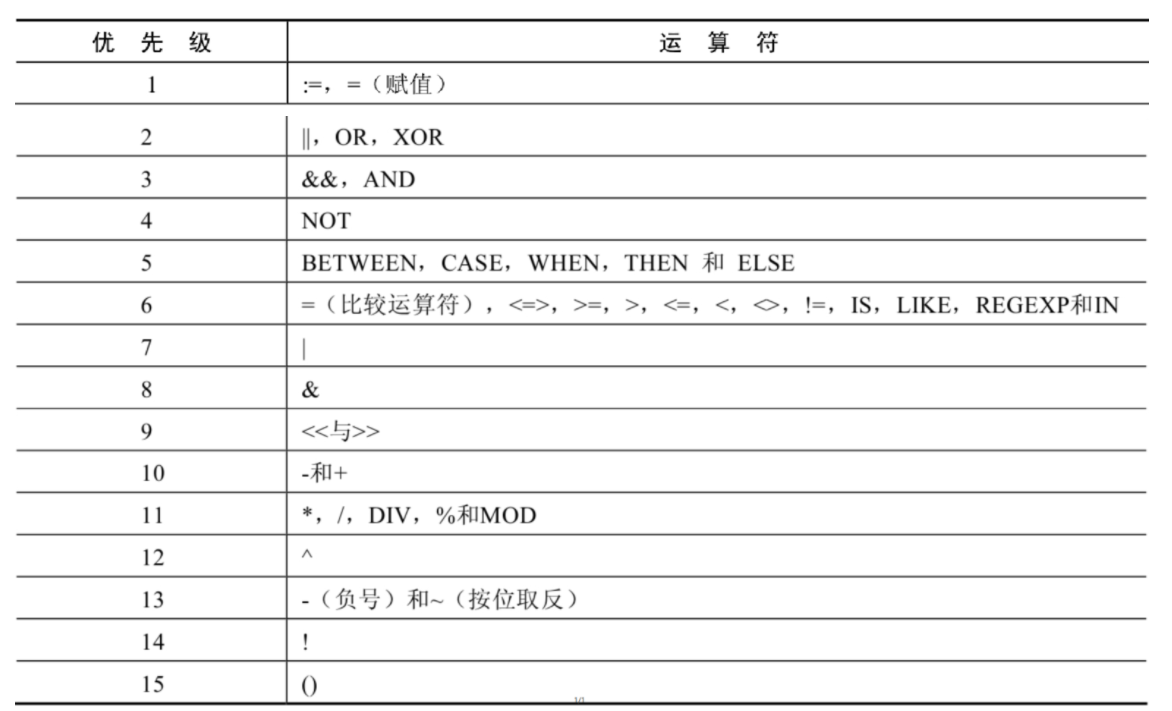 优 先 级 运 算 符
1 :=，=（赋值）
2 ||，OR，XOR
3 &&，AND
4 NOT
5 BETWEEN，CASE，WHEN，THEN 和 ELSE
6 =（比较运算符），<=>，>=，>，<=，<，<>，!=，IS，LIKE，REGEXP和IN
7 |
8 &
9 <<与>>
10 -和+
11 *，/，DIV，%和MOD
12 ^
13 -（负号）和~（按位取反）
14 !
15 ()